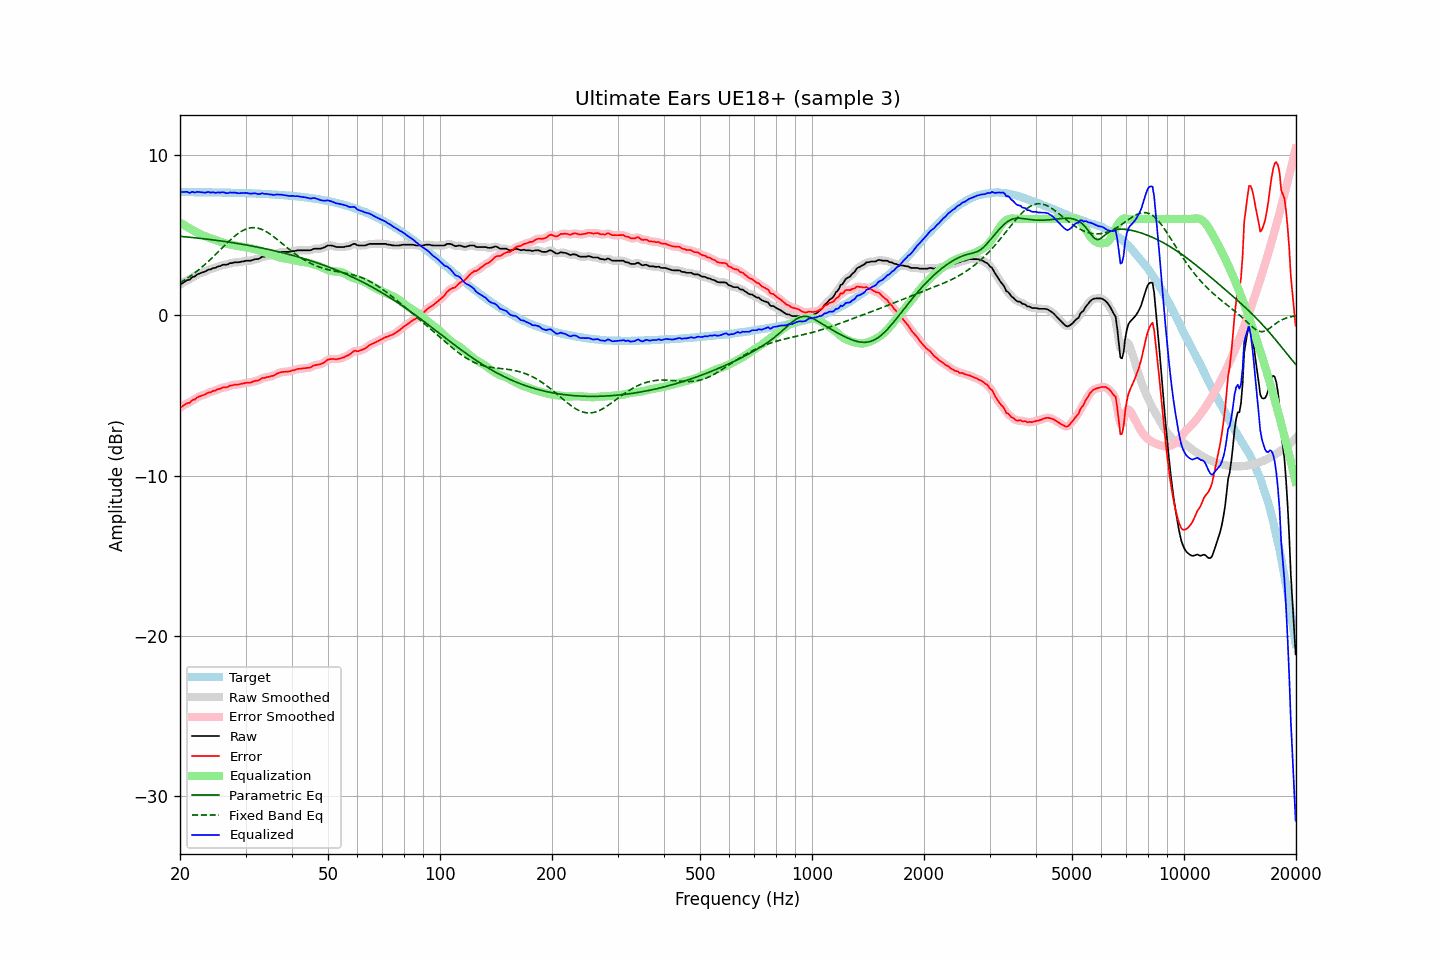 Ultimate Ears UE18+ (sample 3)
10
0
−10
−20
−30
Amplitude (dBr)
Target
Raw Smoothed
Error Smoothed
Raw
Error
Equalization
Parametric Eq
Fixed Band Eq
Equalized
20 50 100 200 500 1000 2000 5000 10000 20000
Frequency (Hz)